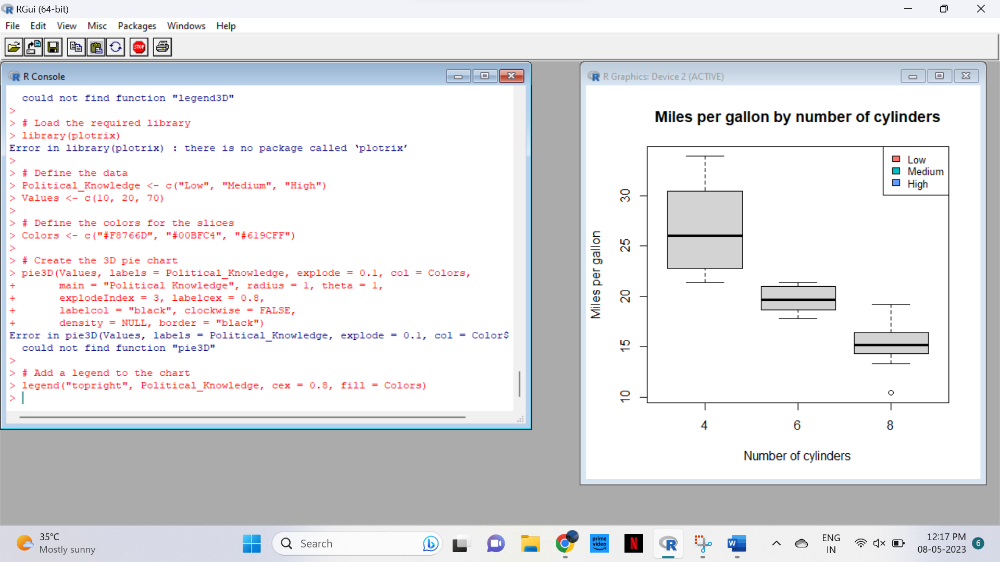 RGui (64-bit)
File Edit View Misc Packages Windows Help
STOP
R Console
could not find function "legend3D"
>
> # Load the required library
> library(plotrix)
Error in library(plotrix) : there is no package called ‘plotrix’
>
> # Define the data
> Political_Knowledge <- c("Low", "Medium", "High")
> Values <- c(10, 20, 70)
>
> # Define the colors for the slices
> Colors <- c("#F8766D", "#00BFC4", "#619CFF")
>
> # Create the 3D pie chart
> pie3D(Values, labels = Political_Knowledge, explode = 0.1, col = Colors,
+ main = "Political Knowledge", radius = 1, theta = 1,
+ explodeIndex = 3, labelcex = 0.8,
+ labelcol = "black", clockwise = FALSE,
+ density = NULL, border = "black")
Error in pie3D(Values, labels = Political_Knowledge, explode = 0.1, col = Color$
could not find function "pie3D"
>
> # Add a legend to the chart
> legend("topright", Political_Knowledge, cex = 0.8, fill = Colors)
>
R Graphics: Device 2 (ACTIVE)
Miles per gallon by number of cylinders
Low
Medium
High
Miles per gallon
30
25
20
15
10
4 6 8
Number of cylinders
35°C
Mostly sunny
Search
prime video
N
R
W
ENG
IN
12:17 PM
08-05-2023
6